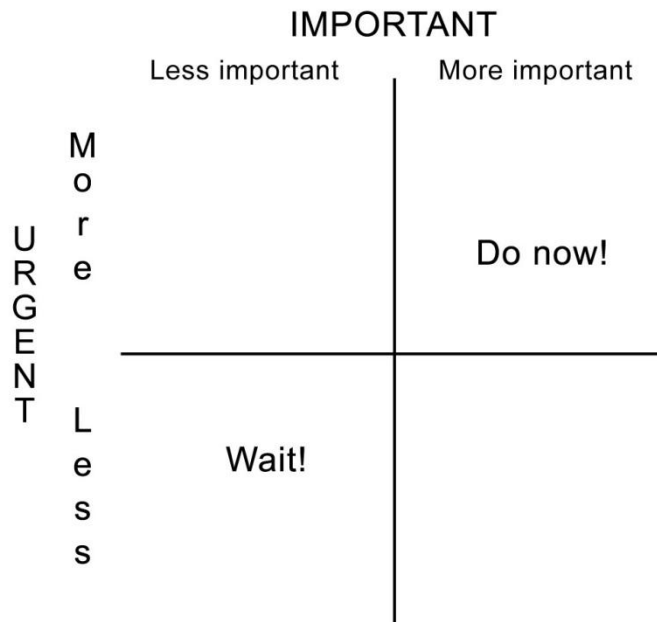 IMPORTANT
Less important
More important
URGENT
More
Do now!
Less
Wait!